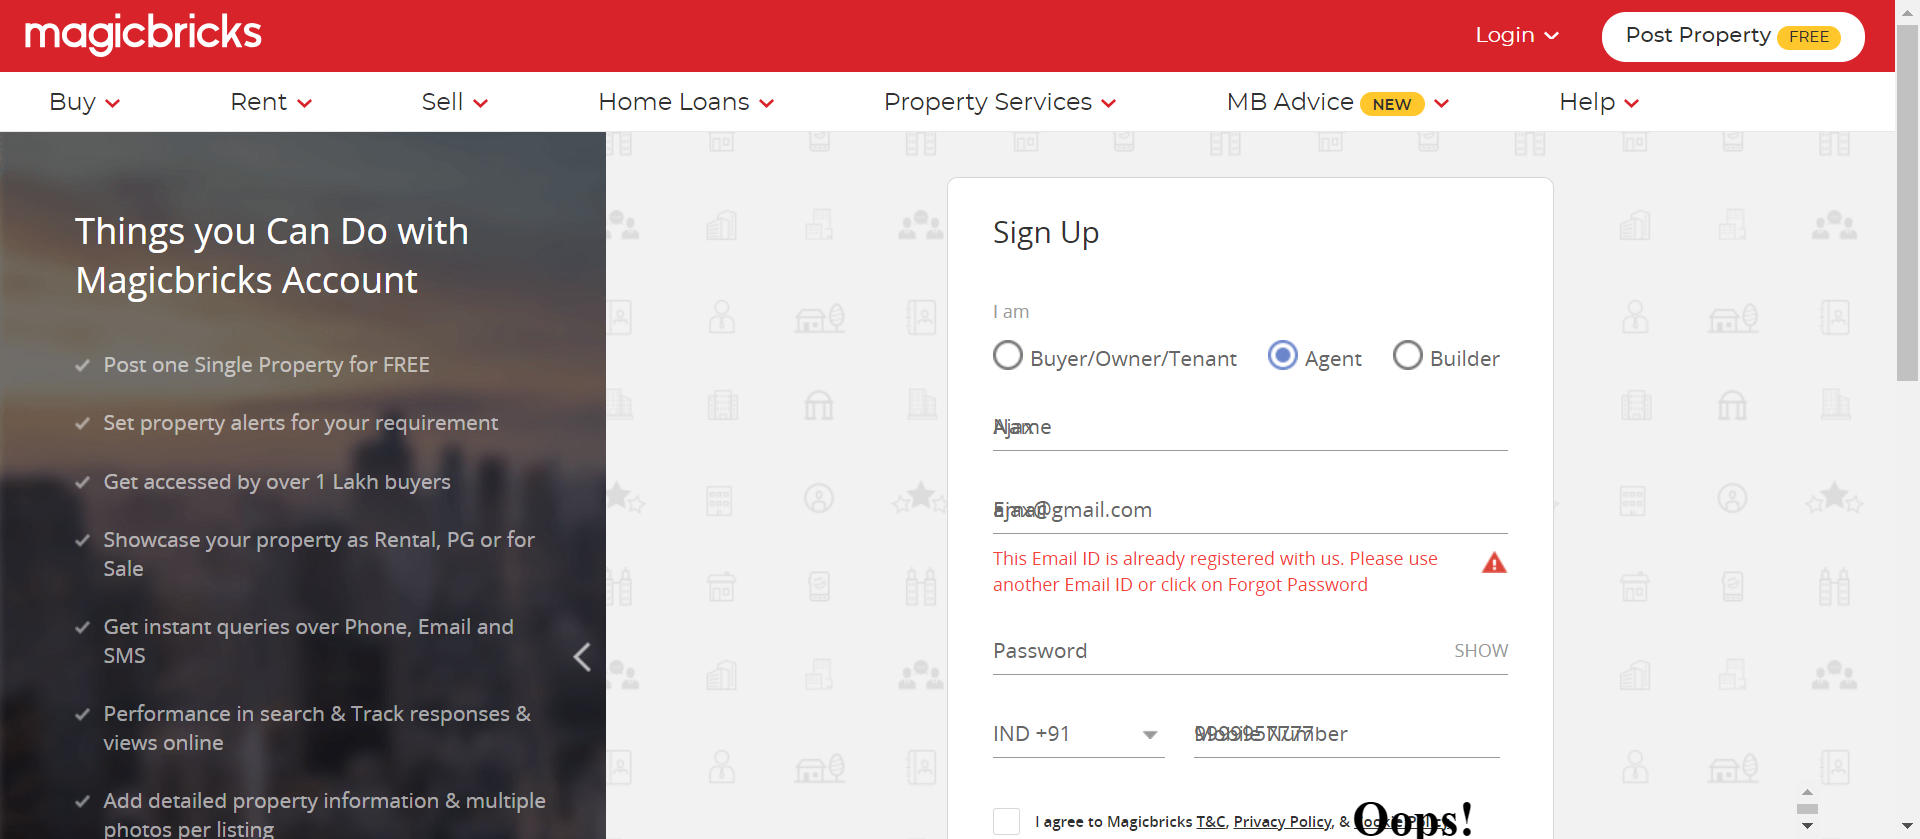 magicbricks
Login
Post Property FREE
Buy
Rent
Sell
Home Loans
Property Services
MB Advice NEW
Help
Things you Can Do with
Magicbricks Account
Post one Single Property for FREE
Set property alerts for your requirement
Get accessed by over 1 Lakh buyers
Showcase your property as Rental, PG or for
Sale
Get instant queries over Phone, Email and
SMS
Performance in search & Track responses &
views online
Add detailed property information & multiple
photos per listing
Sign Up
I am
Buyer/Owner/Tenant
Agent
Builder
Name
Ajax
Email
ajax@gmail.com
This Email ID is already registered with us. Please use
another Email ID or click on Forgot Password
Password
SHOW
IND +91
Mobile Number
I agree to Magicbricks T&C, Privacy Policy, & Cookie Policy
Oops!